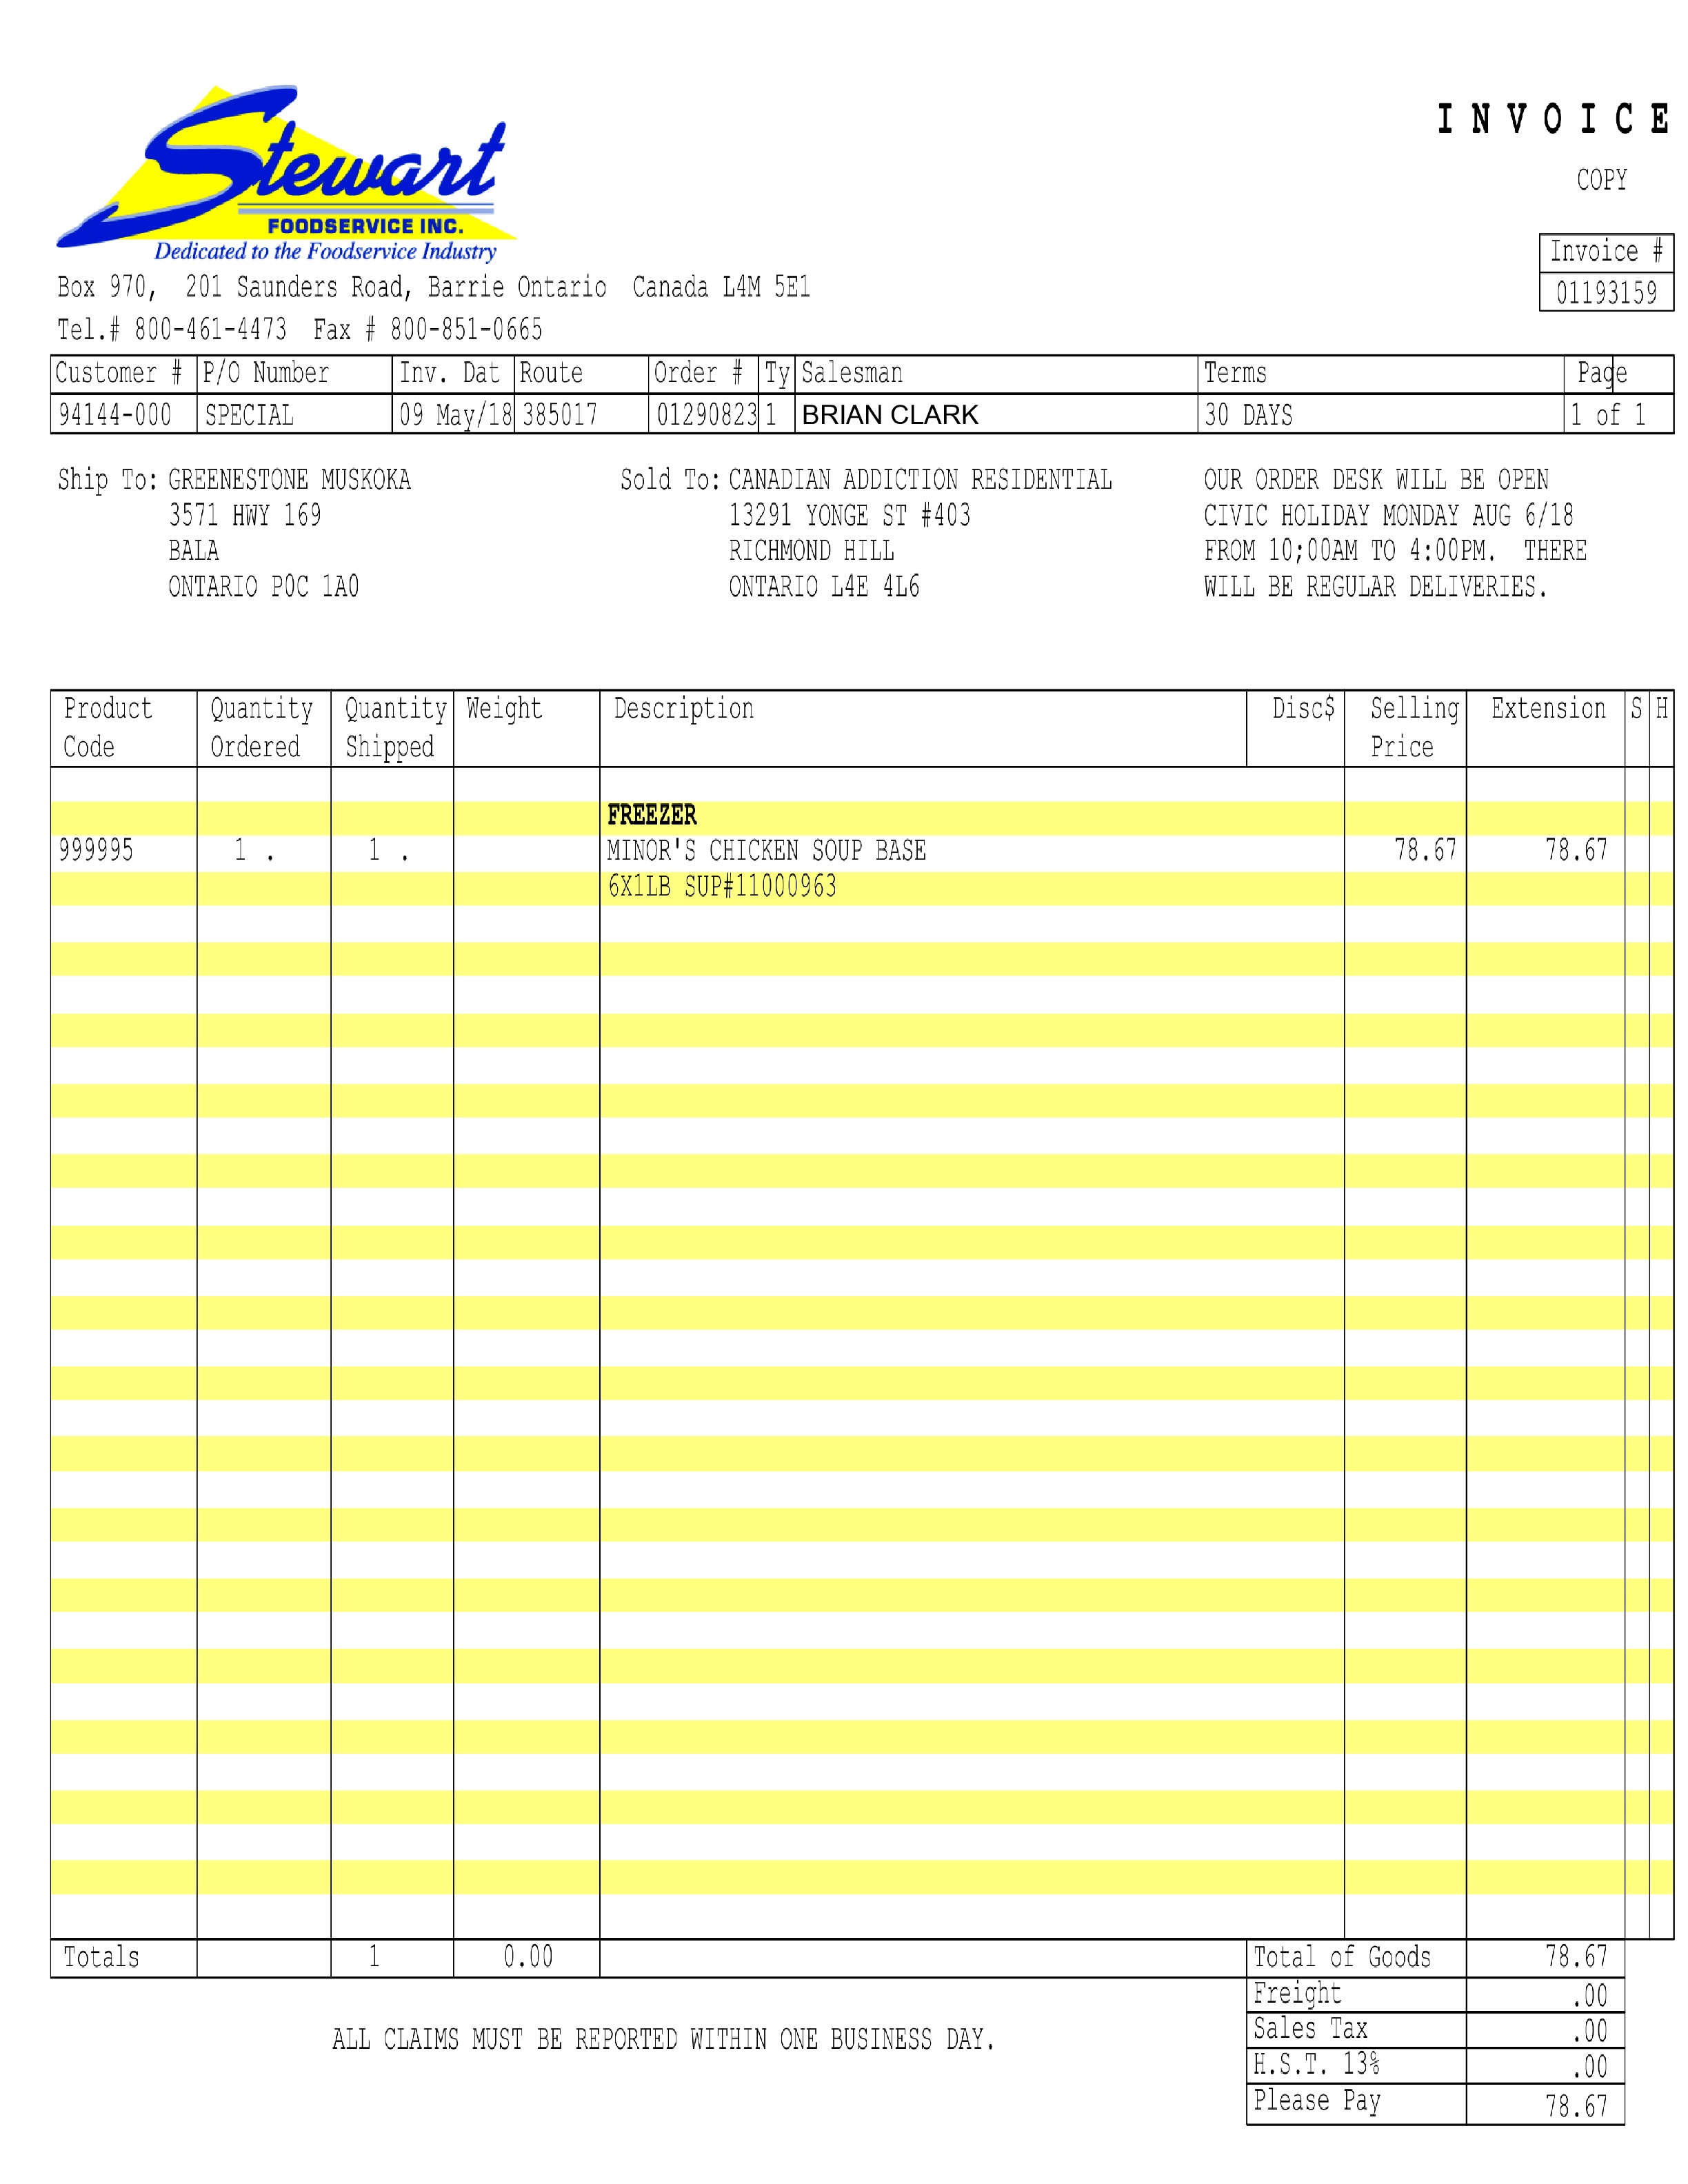 Stewart
FOODSERVICE INC.
Dedicated to the Foodservice Industry
INVOICE
COPY
Invoice #
01193159
Box 970,  201 Saunders Road, Barrie Ontario  Canada L4M 5E1
Tel.# 800-461-4473  Fax # 800-851-0665
Customer # P/O Number Inv. Dat Route Order # Ty Salesman Terms Page
94144-000 SPECIAL 09 May/18 385017 01290823 1 BRIAN CLARK 30 DAYS 1 of 1
Ship To: GREENESTONE MUSKOKA
3571 HWY 169
BALA
ONTARIO P0C 1A0
Sold To: CANADIAN ADDICTION RESIDENTIAL
13291 YONGE ST #403
RICHMOND HILL
ONTARIO L4E 4L6
OUR ORDER DESK WILL BE OPEN
CIVIC HOLIDAY MONDAY AUG 6/18
FROM 10;00AM TO 4:00PM.  THERE
WILL BE REGULAR DELIVERIES.
Product Quantity Quantity Weight Description Disc$ Selling Extension S H
Code Ordered Shipped Price
FREEZER
999995 1 . 1 . MINOR'S CHICKEN SOUP BASE 78.67 78.67
6X1LB SUP#11000963
Totals 1 0.00 Total of Goods 78.67
Freight .00
Sales Tax .00
H.S.T. 13% .00
Please Pay 78.67
ALL CLAIMS MUST BE REPORTED WITHIN ONE BUSINESS DAY.